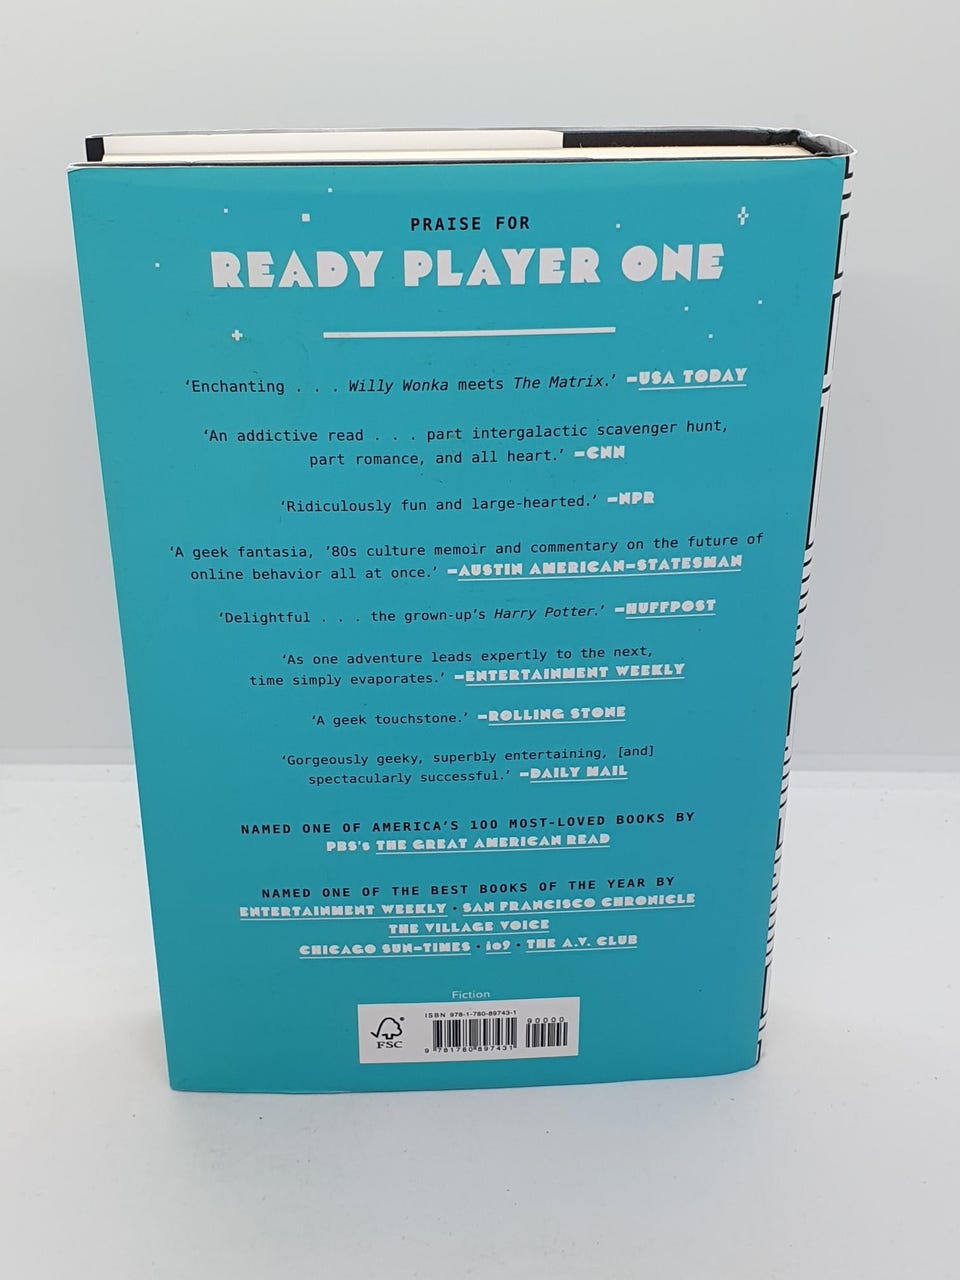 PRAISE FOR
READY PLAYER ONE
‘Enchanting . . . Willy Wonka meets The Matrix.’ —USA TODAY
‘An addictive read . . . part intergalactic scavenger hunt,
part romance, and all heart.’ —CNN
‘Ridiculously fun and large-hearted.’ —NPR
‘A geek fantasia, ’80s culture memoir and commentary on the future of
online behavior all at once.’ —AUSTIN AMERICAN-STATESMAN
‘Delightful . . . the grown-up’s Harry Potter.’ —HUFFPOST
‘As one adventure leads expertly to the next,
time simply evaporates.’ —ENTERTAINMENT WEEKLY
‘A geek touchstone.’ —ROLLING STONE
‘Gorgeously geeky, superbly entertaining, [and]
spectacularly successful.’ —DAILY MAIL
NAMED ONE OF AMERICA’S 100 MOST-LOVED BOOKS BY
PBS’s THE GREAT AMERICAN READ
NAMED ONE OF THE BEST BOOKS OF THE YEAR BY
ENTERTAINMENT WEEKLY · SAN FRANCISCO CHRONICLE
THE VILLAGE VOICE
CHICAGO SUN-TIMES · io9 · THE A.V. CLUB
Fiction
ISBN 978-1-780-89743-1
90000
FSC
9 781780 897431